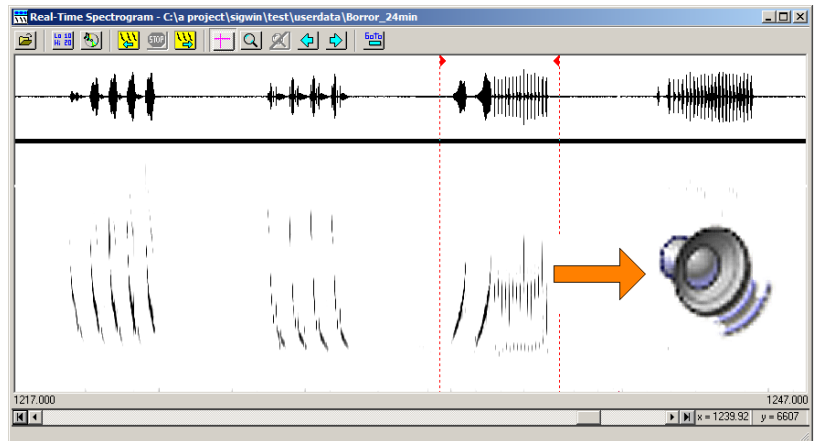 Real-Time Spectrogram - C:\a project\sigwin\test\userdata\Borror_24min
Lo 10
Hi 20
STOP
GoTo
1217.000 1247.000
x = 1239.92 y = 6607